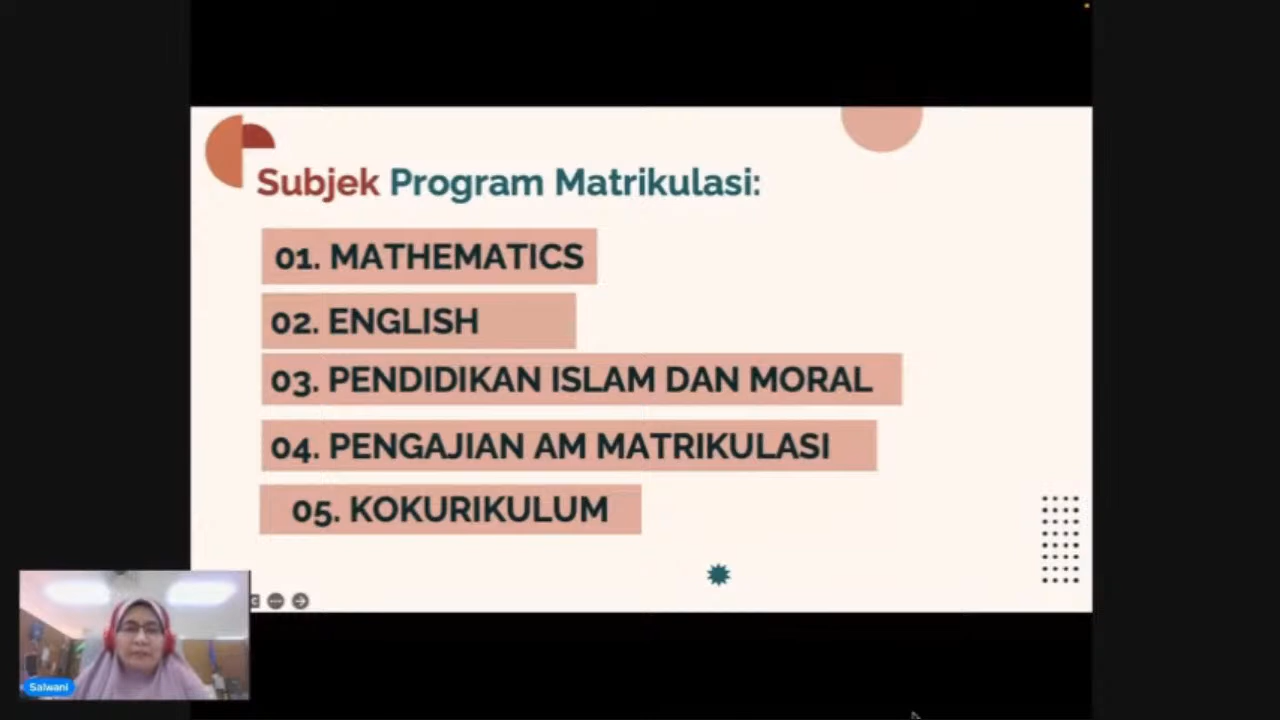 Subjek Program Matrikulasi:
01. MATHEMATICS
02. ENGLISH
03. PENDIDIKAN ISLAM DAN MORAL
04. PENGAJIAN AM MATRIKULASI
05. KOKURIKULUM
Salwani